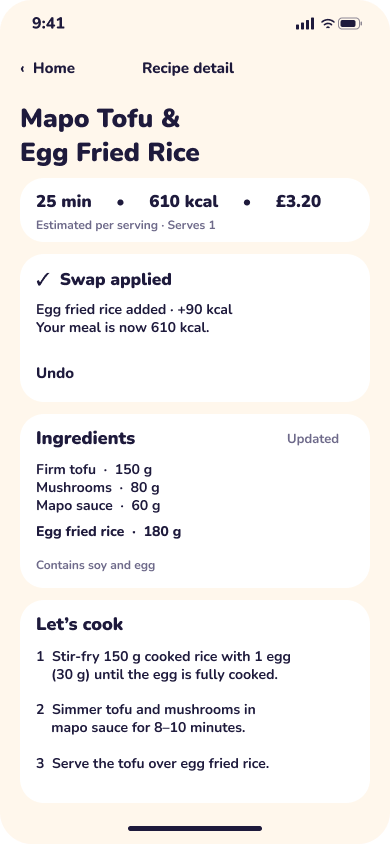 9:41
‹ Home Recipe detail
Mapo Tofu &
Egg Fried Rice
25 min • 610 kcal • £3.20
Estimated per serving · Serves 1
✓ Swap applied
Egg fried rice added · +90 kcal
Your meal is now 610 kcal.
Undo
Ingredients Updated
Firm tofu · 150 g
Mushrooms · 80 g
Mapo sauce · 60 g
Egg fried rice · 180 g
Contains soy and egg
Let’s cook
1 Stir-fry 150 g cooked rice with 1 egg
(30 g) until the egg is fully cooked.
2 Simmer tofu and mushrooms in
mapo sauce for 8–10 minutes.
3 Serve the tofu over egg fried rice.